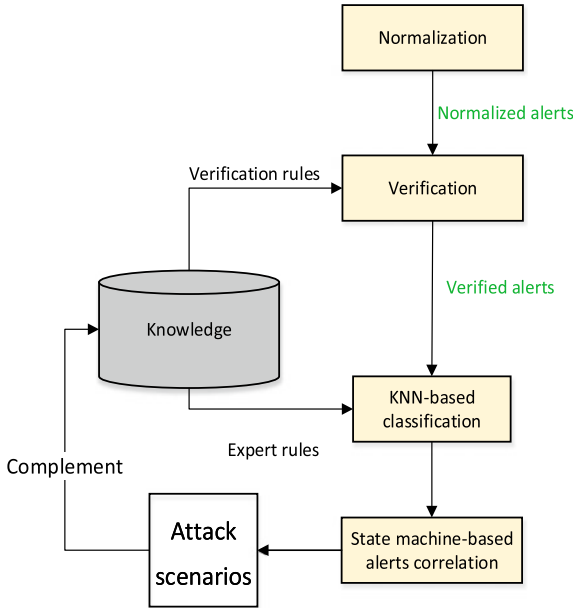 Normalization
Normalized alerts
Verification rules
Verification
Verified alerts
Knowledge
KNN-based
classification
Expert rules
Complement
Attack
scenarios
State machine-based
alerts correlation